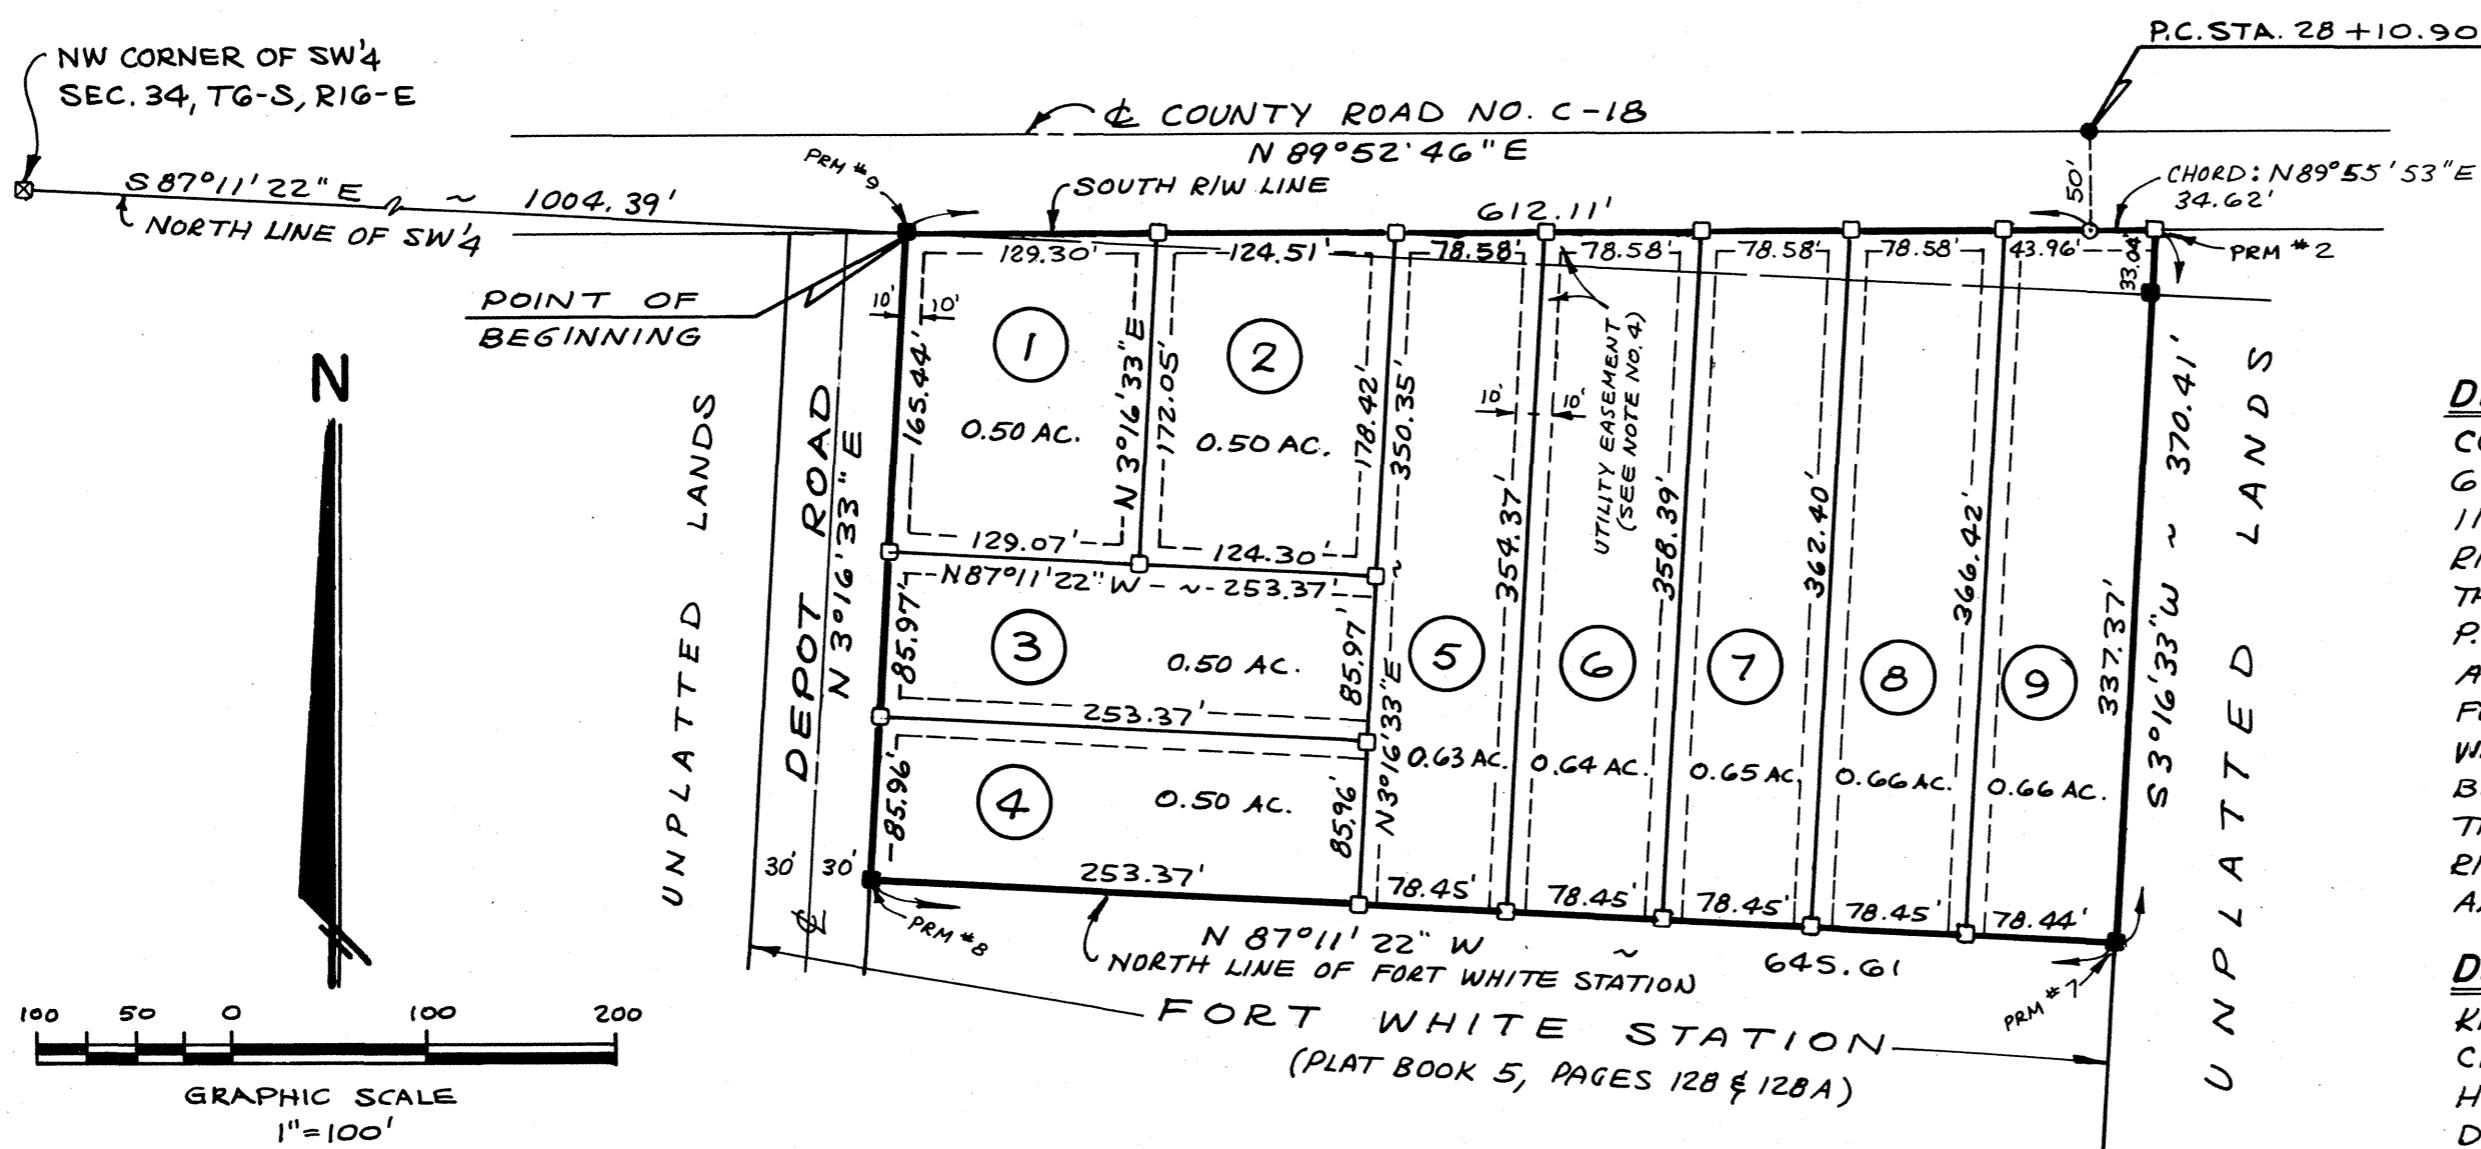 P.C. STA. 28+10.90
NW CORNER OF SW'4
SEC. 34, T6-S, R16-E
℄ COUNTY ROAD NO. C-18
N 89°52'46"E
PRM #9
S 87°11'22" E ~ 1004.39'
NORTH LINE OF SW'4
SOUTH R/W LINE
612.11'
50'
CHORD: N89°55'53"E
34.62'
PRM #2
129.30'
124.51'
78.58'
78.58'
78.58'
78.58'
43.96'
33.04'
POINT OF
BEGINNING
10'
10'
165.44'
1
0.50 AC.
N 3°16'33" E
172.05'
2
0.50 AC.
178.42'
350.35'
10'
10'
UTILITY EASEMENT
(SEE NOTE NO. 4)
129.07'
124.30'
N87°11'22" W ~ 253.37'
N
UNPLATTED LANDS
DEPOT ROAD
N 3°16'33" E
85.97'
3
0.50 AC.
85.97'
253.37'
85.96'
4
0.50 AC.
85.96'
253.37'
N3°16'33"E ~
5
0.63 AC.
354.37'
6
0.64 AC.
358.39'
7
0.65 AC.
362.40'
8
0.66 AC.
366.42'
9
0.66 AC.
337.37'
S 3°16'33" W ~ 370.41'
UNPLATTED LANDS
78.45'
78.45'
78.45'
78.45'
78.44'
30'
30'
℄
PRM #8
N 87°11'22" W ~ 645.61
NORTH LINE OF FORT WHITE STATION
PRM #7
FORT WHITE STATION
(PLAT BOOK 5, PAGES 128 & 128A)
100 50 0 100 200
GRAPHIC SCALE
1"=100'